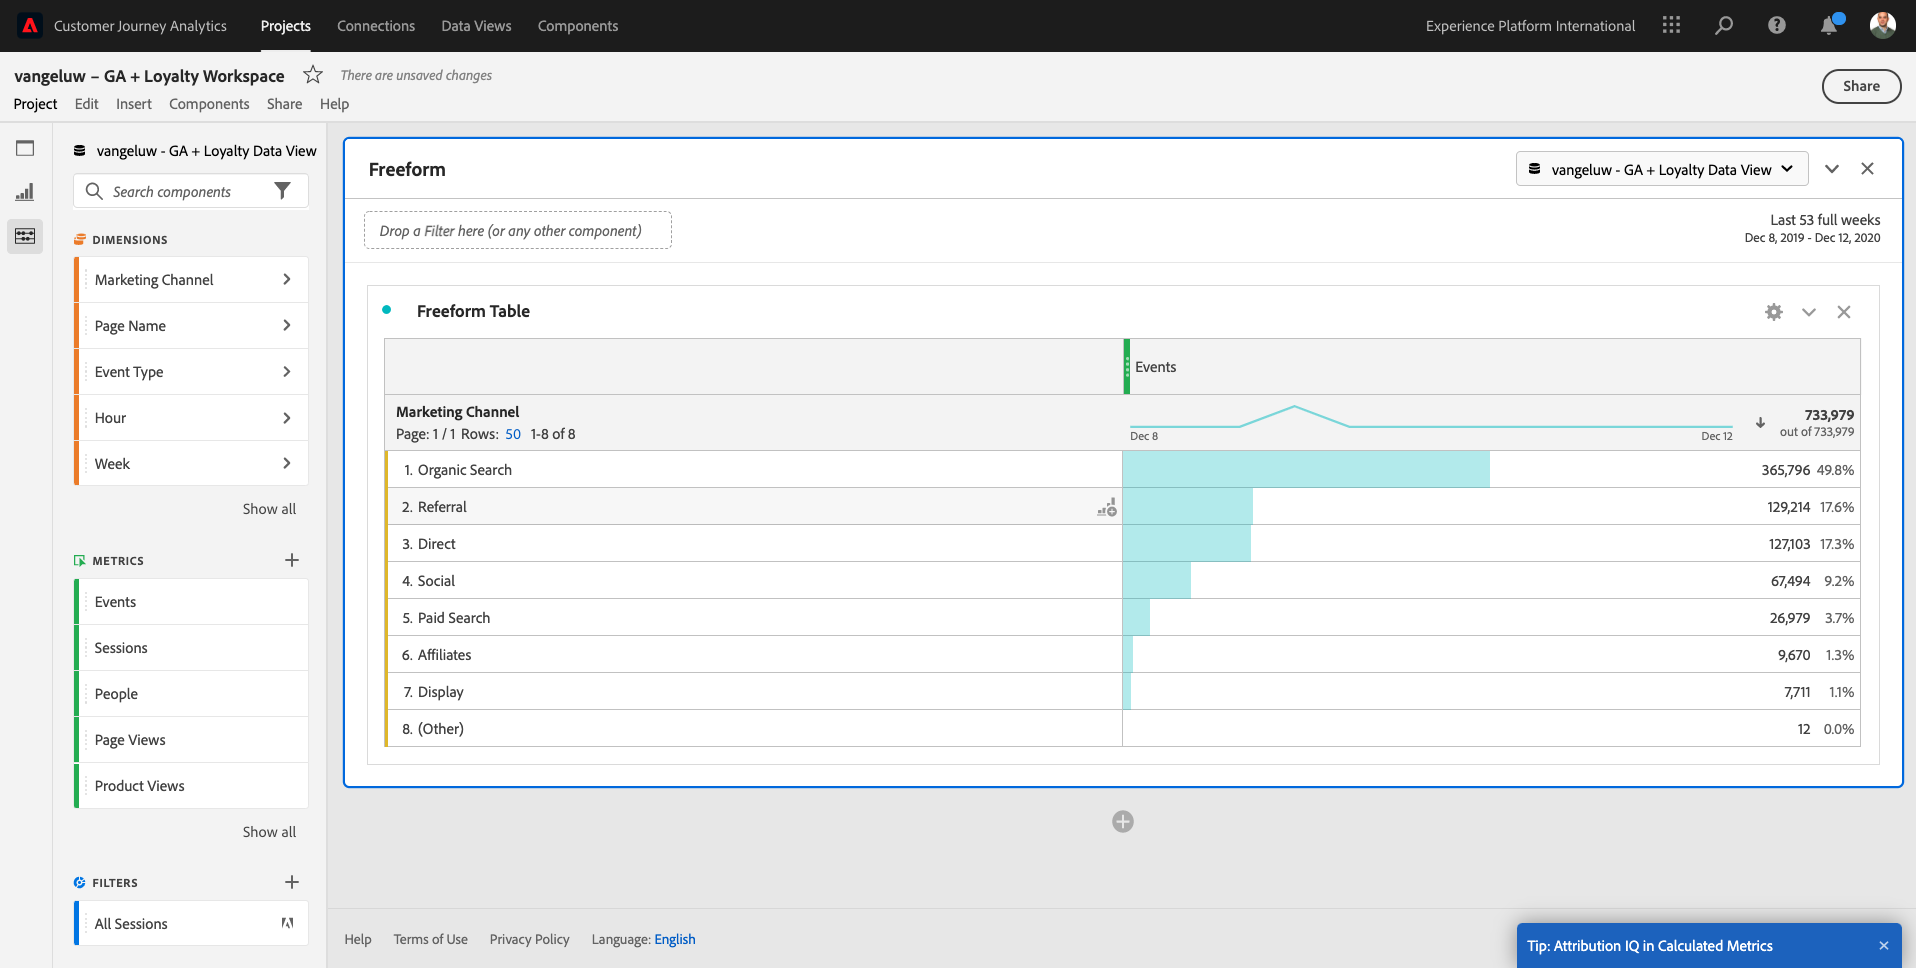 Customer Journey Analytics Projects Connections Data Views Components Experience Platform International
vangeluw – GA + Loyalty Workspace There are unsaved changes
Share
Project Edit Insert Components Share Help
vangeluw - GA + Loyalty Data View
Search components
DIMENSIONS
Marketing Channel
Page Name
Event Type
Hour
Week
Show all
METRICS
Events
Sessions
People
Page Views
Product Views
Show all
FILTERS
All Sessions
Freeform
vangeluw - GA + Loyalty Data View
Drop a Filter here (or any other component)
Last 53 full weeks
Dec 8, 2019 - Dec 12, 2020
Freeform Table
Events
Marketing Channel
Page: 1 / 1 Rows: 50 1-8 of 8
Dec 8 Dec 12
733,979
out of 733,979
1. Organic Search 365,796 49.8%
2. Referral 129,214 17.6%
3. Direct 127,103 17.3%
4. Social 67,494 9.2%
5. Paid Search 26,979 3.7%
6. Affiliates 9,670 1.3%
7. Display 7,711 1.1%
8. (Other) 12 0.0%
Help Terms of Use Privacy Policy Language: English
Tip: Attribution IQ in Calculated Metrics